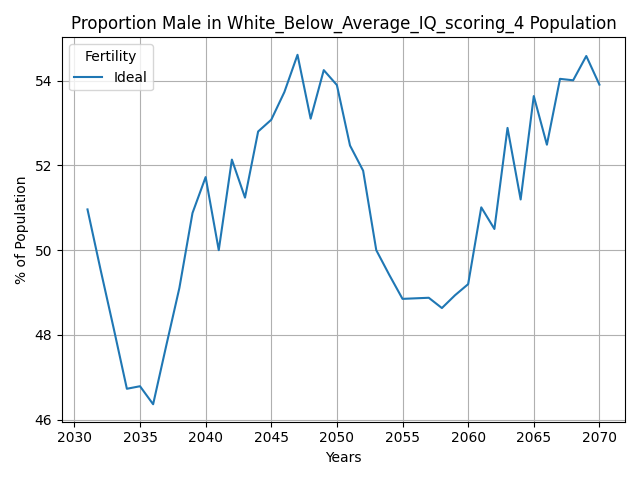 Proportion Male in White_Below_Average_IQ_scoring_4 Population
Fertility
Ideal
% of Population
54
52
50
48
46
2030 2035 2040 2045 2050 2055 2060 2065 2070
Years